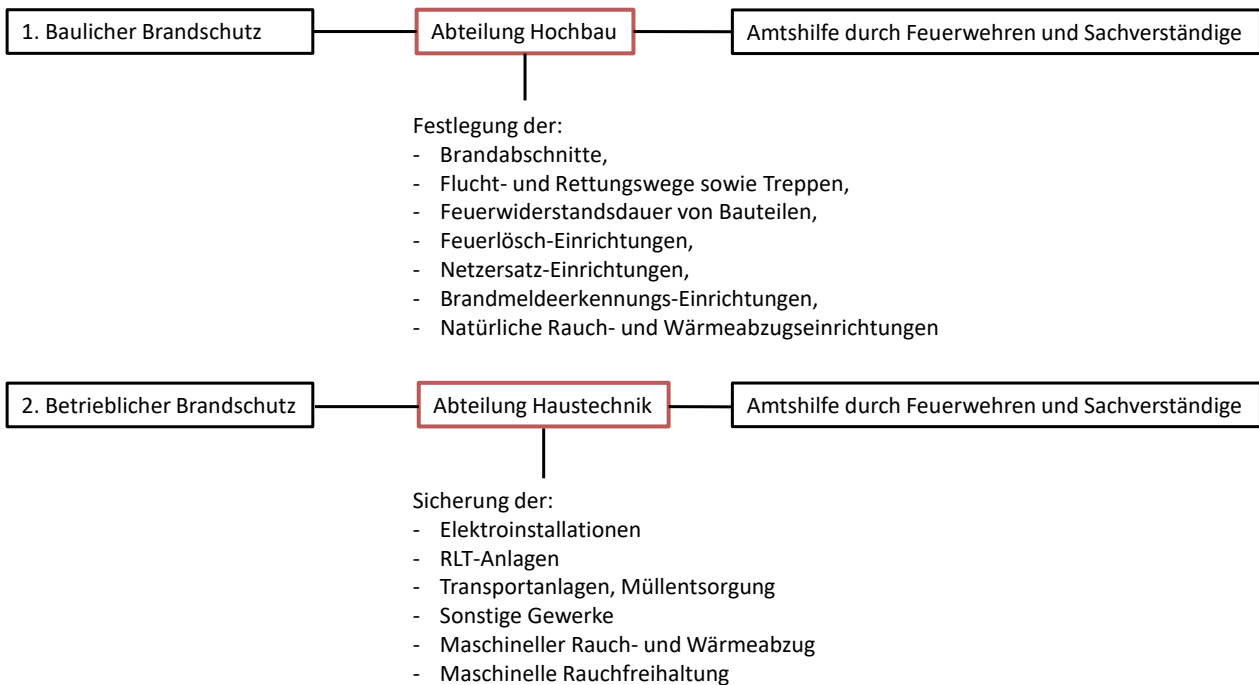 1. Baulicher Brandschutz
Abteilung Hochbau
Amtshilfe durch Feuerwehren und Sachverständige
Festlegung der:
- Brandabschnitte,
- Flucht- und Rettungswege sowie Treppen,
- Feuerwiderstandsdauer von Bauteilen,
- Feuerlösch-Einrichtungen,
- Netzersatz-Einrichtungen,
- Brandmeldeerkennungs-Einrichtungen,
- Natürliche Rauch- und Wärmeabzugseinrichtungen
2. Betrieblicher Brandschutz
Abteilung Haustechnik
Amtshilfe durch Feuerwehren und Sachverständige
Sicherung der:
- Elektroinstallationen
- RLT-Anlagen
- Transportanlagen, Müllentsorgung
- Sonstige Gewerke
- Maschineller Rauch- und Wärmeabzug
- Maschinelle Rauchfreihaltung